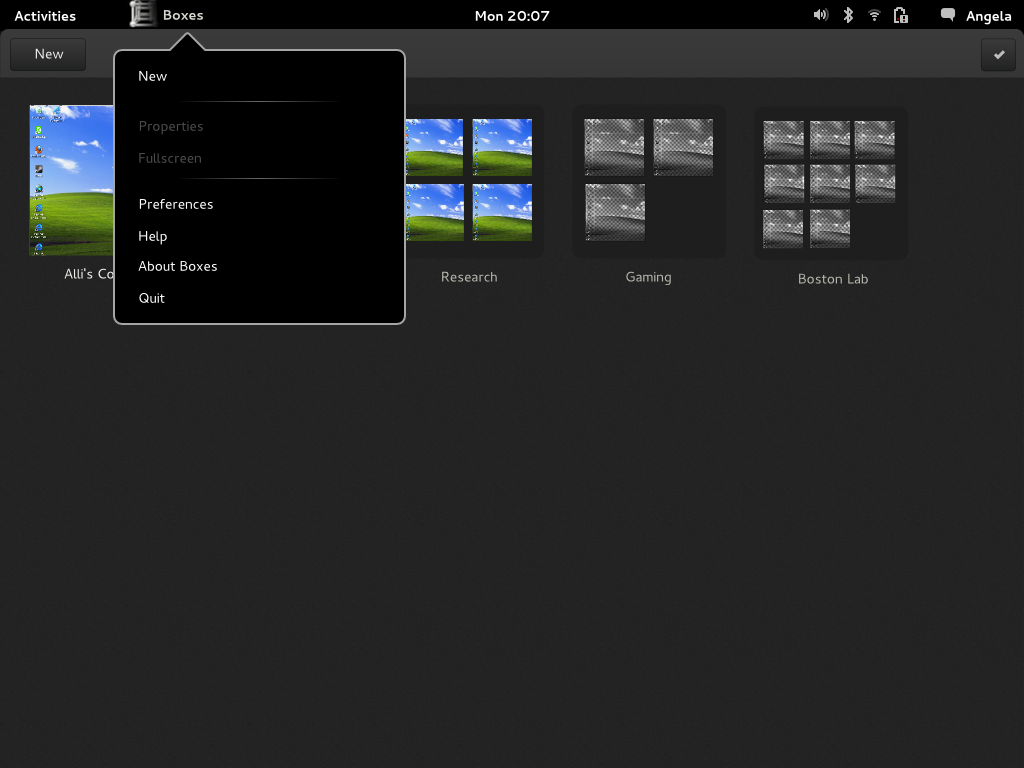 Activities
Boxes
Mon 20:07
Angela
New
New
Properties
Fullscreen
Preferences
Help
About Boxes
Quit
Alli's Co
Research
Gaming
Boston Lab